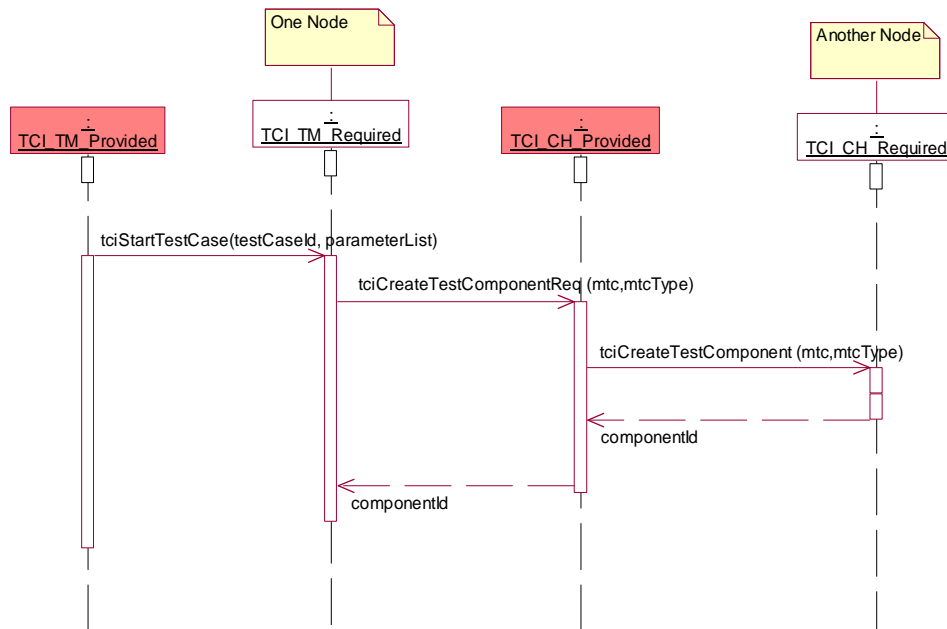 One Node
Another Node
:
TCI_TM_Provided
:
TCI_TM_Required
:
TCI_CH_Provided
:
TCI_CH_Required
tciStartTestCase(testCaseId, parameterList)
tciCreateTestComponentReq (mtc,mtcType)
tciCreateTestComponent (mtc,mtcType)
componentId
componentId